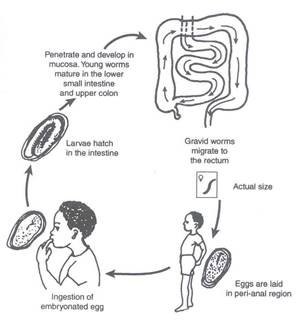 Penetrate and develop in
mucosa. Young worms
mature in the lower
small intestine
and upper colon
Gravid worms
migrate to
the rectum
Larvae hatch
in the intestine
Actual size
Eggs are laid
in peri-anal region
Ingestion of
embryonated egg